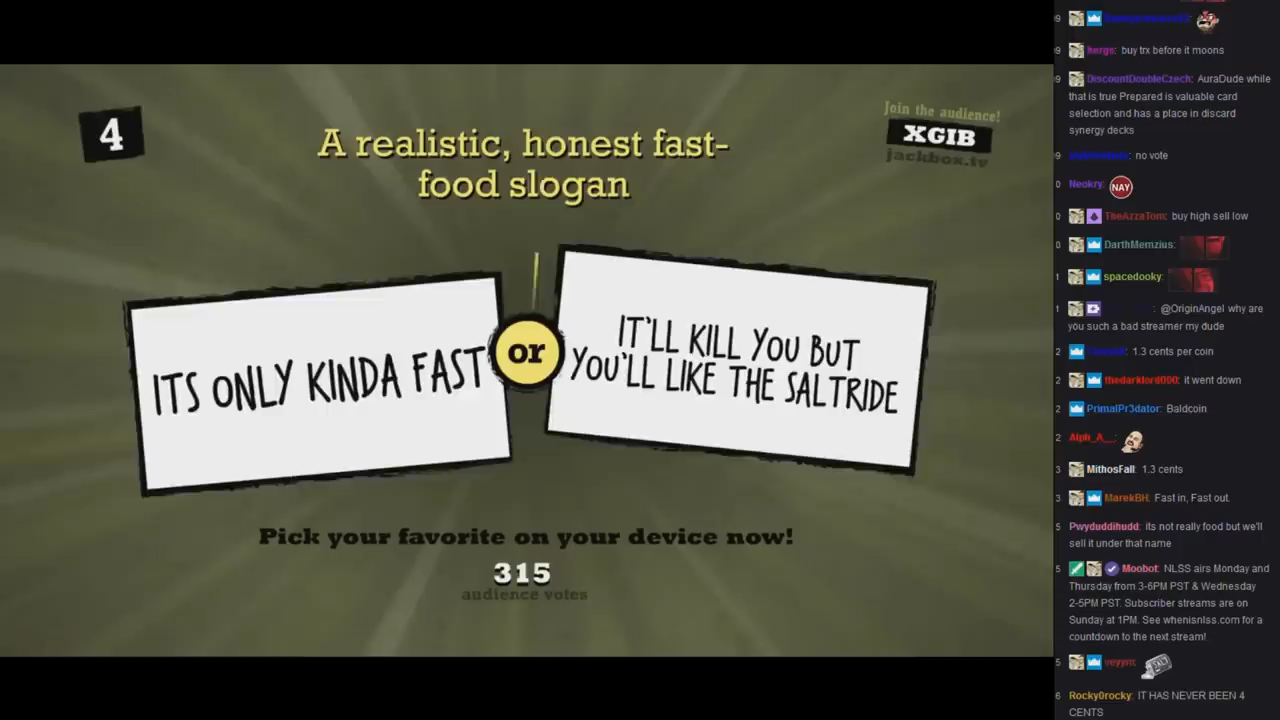 4
A realistic, honest fast-
food slogan
Join the audience!
XGIB
jackbox.tv
ITS ONLY KINDA FAST
or
IT'LL KILL YOU BUT
YOU'LL LIKE THE SALTRIDE
Pick your favorite on your device now!
315
audience votes
hergs: buy trx before it moons
DiscountDoubleCzech: AuraDude while
that is true Prepared is valuable card
selection and has a place in discard
synergy decks
no vote
Neokry: NAY
TheAzzaTom: buy high sell low
DarthMemzius:
spacedooky:
: @OriginAngel why are
you such a bad streamer my dude
: 1.3 cents per coin
thedarklord000: it went down
PrimalPr3dator: Baldcoin
Alph_A__:
MithosFall: 1.3 cents
MarekBH: Fast in, Fast out.
Pwyduddihudd: its not really food but we'll
sell it under that name
Moobot: NLSS airs Monday and
Thursday from 3-6PM PST & Wednesday
2-5PM PST. Subscriber streams are on
Sunday at 1PM. See whenisnlss.com for a
countdown to the next stream!
SALT
Rocky0rocky: IT HAS NEVER BEEN 4
CENTS